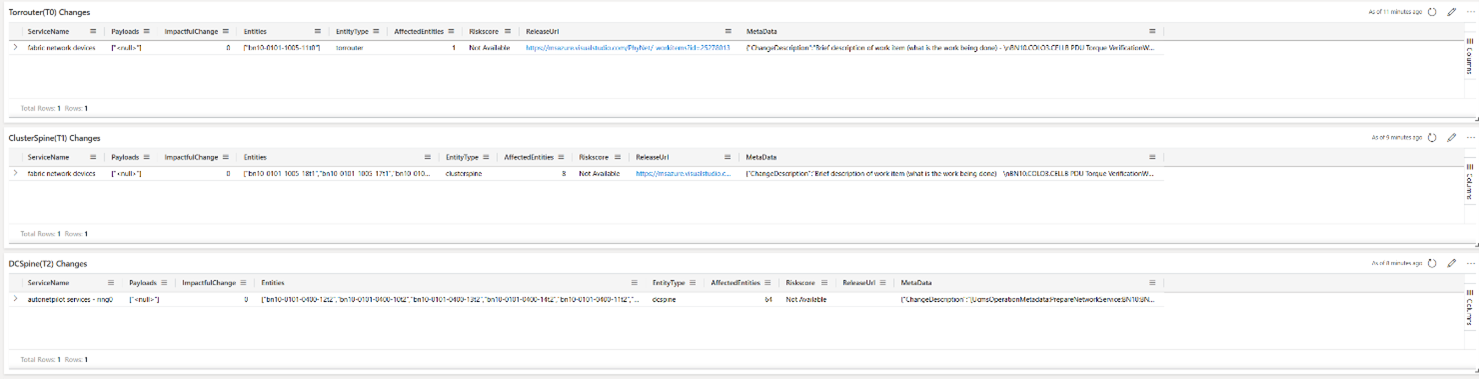 Torrouter(T0) Changes
As of 11 minutes ago
ServiceName Payloads ImpactfulChange Entities EntityType AffectedEntities Riskscore ReleaseUrl MetaData
fabric network devices ["<null>"] 0 ["bn10-0101-1005-11t0"] torrouter 1 Not Available https://msazure.visualstudio.com/PhyNet/_workitems?id=25278013 {"ChangeDescription":"Brief description of work item (what is the work being done) - \nBN10.COLO3.CELLB PDU Torque VerificationW...
Columns
Total Rows: 1 Rows: 1
ClusterSpine(T1) Changes
As of 9 minutes ago
ServiceName Payloads ImpactfulChange Entities EntityType AffectedEntities Riskscore ReleaseUrl MetaData
fabric network devices ["<null>"] 0 ["bn10-0101-1005-18t1","bn10-0101-1005-17t1","bn10-010... clusterspine 8 Not Available https://msazure.visualstudio.c... {"ChangeDescription":"Brief description of work item (what is the work being done) - \nBN10.COLO3.CELLB PDU Torque VerificationW...
Columns
Total Rows: 1 Rows: 1
DCSpine(T2) Changes
As of 8 minutes ago
ServiceName Payloads ImpactfulChange Entities EntityType AffectedEntities Riskscore ReleaseUrl MetaData
autonetpilot services - ring0 ["<null>"] 0 ["bn10-0101-0400-12t2","bn10-0101-0400-10t2","bn10-0101-0400-13t2","bn10-0101-0400-14t2","bn10-0101-0400-11t2","... dcspine 64 Not Available {"ChangeDescription":"[UcmsOperationMetadata:PrepareNetworkService:BN10:BN...
Columns
Total Rows: 1 Rows: 1